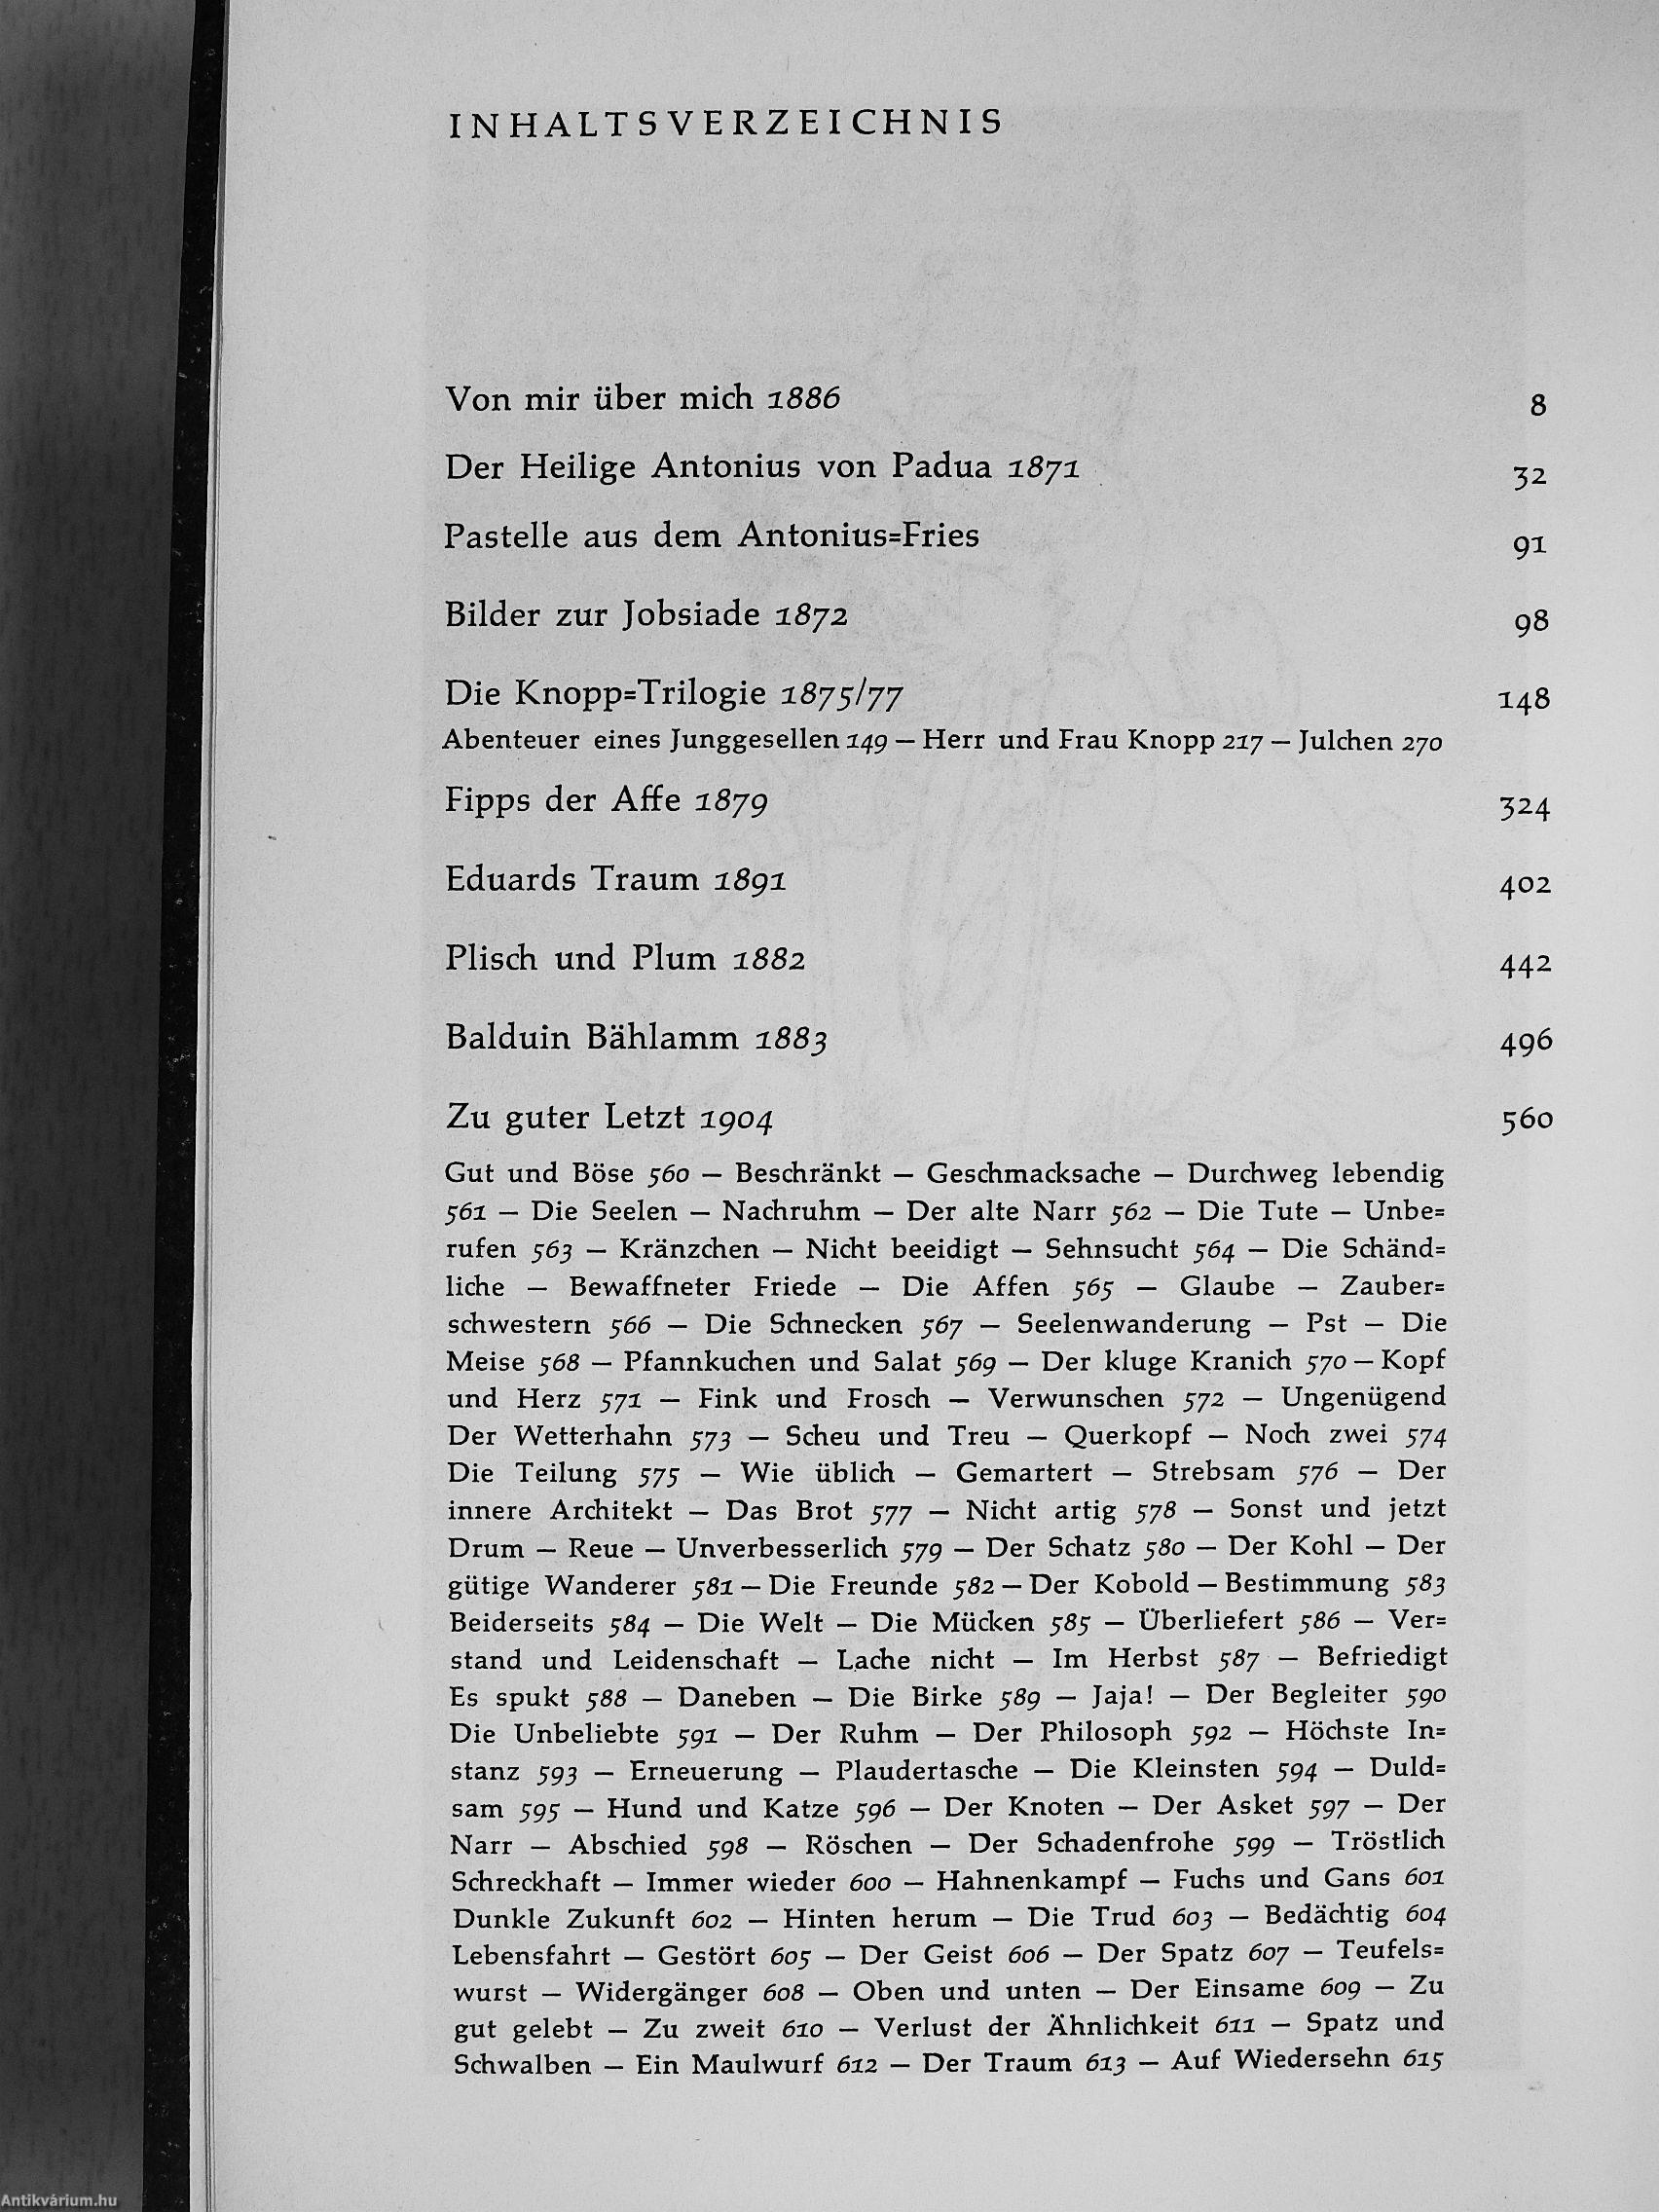 INHALTSVERZEICHNIS
Von mir über mich 1886 8
Der Heilige Antonius von Padua 1871 32
Pastelle aus dem Antonius=Fries 91
Bilder zur Jobsiade 1872 98
Die Knopp=Trilogie 1875/77 148
Abenteuer eines Junggesellen 149 — Herr und Frau Knopp 217 — Julchen 270
Fipps der Affe 1879 324
Eduards Traum 1891 402
Plisch und Plum 1882 442
Balduin Bählamm 1883 496
Zu guter Letzt 1904 560
Gut und Böse 560 — Beschränkt — Geschmacksache — Durchweg lebendig
561 — Die Seelen — Nachruhm — Der alte Narr 562 — Die Tute — Unbe=
rufen 563 — Kränzchen — Nicht beeidigt — Sehnsucht 564 — Die Schänd=
liche — Bewaffneter Friede — Die Affen 565 — Glaube — Zauber=
schwestern 566 — Die Schnecken 567 — Seelenwanderung — Pst — Die
Meise 568 — Pfannkuchen und Salat 569 — Der kluge Kranich 570 — Kopf
und Herz 571 — Fink und Frosch — Verwunschen 572 — Ungenügend
Der Wetterhahn 573 — Scheu und Treu — Querkopf — Noch zwei 574
Die Teilung 575 — Wie üblich — Gemartert — Strebsam 576 — Der
innere Architekt — Das Brot 577 — Nicht artig 578 — Sonst und jetzt
Drum — Reue — Unverbesserlich 579 — Der Schatz 580 — Der Kohl — Der
gütige Wanderer 581 — Die Freunde 582 — Der Kobold — Bestimmung 583
Beiderseits 584 — Die Welt — Die Mücken 585 — Überliefert 586 — Ver=
stand und Leidenschaft — Lache nicht — Im Herbst 587 — Befriedigt
Es spukt 588 — Daneben — Die Birke 589 — Jaja! — Der Begleiter 590
Die Unbeliebte 591 — Der Ruhm — Der Philosoph 592 — Höchste In=
stanz 593 — Erneuerung — Plaudertasche — Die Kleinsten 594 — Duld=
sam 595 — Hund und Katze 596 — Der Knoten — Der Asket 597 — Der
Narr — Abschied 598 — Röschen — Der Schadenfrohe 599 — Tröstlich
Schreckhaft — Immer wieder 600 — Hahnenkampf — Fuchs und Gans 601
Dunkle Zukunft 602 — Hinten herum — Die Trud 603 — Bedächtig 604
Lebensfahrt — Gestört 605 — Der Geist 606 — Der Spatz 607 — Teufels=
wurst — Widergänger 608 — Oben und unten — Der Einsame 609 — Zu
gut gelebt — Zu zweit 610 — Verlust der Ähnlichkeit 611 — Spatz und
Schwalben — Ein Maulwurf 612 — Der Traum 613 — Auf Wiedersehn 615
Antikvárium.hu